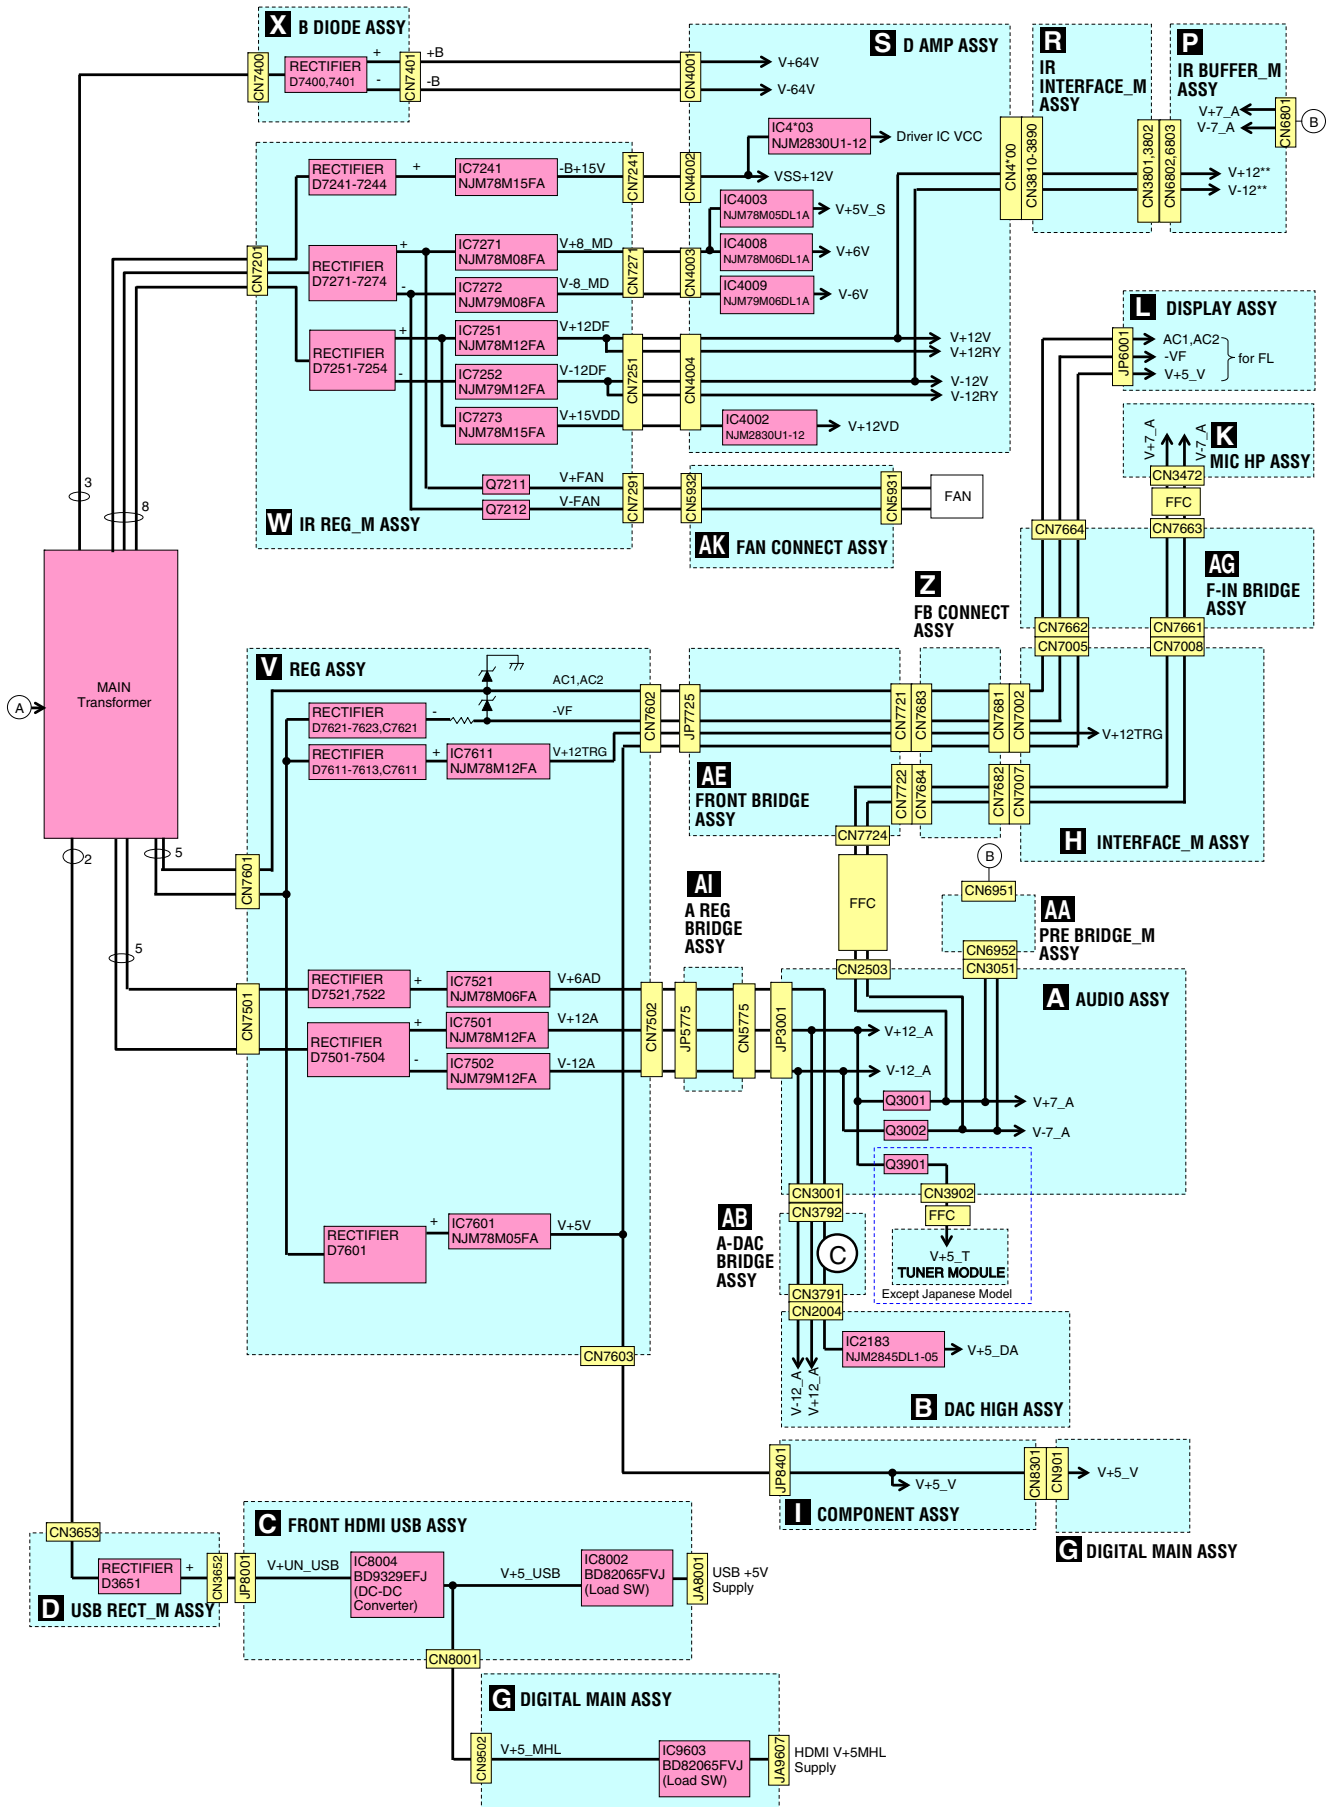 X B DIODE ASSY
CN7400
RECTIFIER
D7400,7401
+
-
CN7401
+B
-B
CN4001
S D AMP ASSY
V+64V
V-64V
R
IR
INTERFACE_M
ASSY
P
IR BUFFER_M
ASSY
V+7_A
V-7_A
CN6801
B
IC4*03
NJM2830U1-12
Driver IC VCC
CN4*00
CN3810-3890
CN3801,3802
CN6802,6803
V+12**
V-12**
RECTIFIER
D7241-7244
+
IC7241
NJM78M15FA
-B+15V
CN7241
CN4002
VSS+12V
IC4003
NJM78M05DL1A
V+5V_S
CN7201
RECTIFIER
D7271-7274
+
-
IC7271
NJM78M08FA
V+8_MD
CN7271
CN4003
IC4008
NJM78M06DL1A
V+6V
IC7272
NJM79M08FA
V-8_MD
IC4009
NJM79M06DL1A
V-6V
RECTIFIER
D7251-7254
+
-
IC7251
NJM78M12FA
V+12DF
CN7251
CN4004
V+12V
V+12RY
IC7252
NJM79M12FA
V-12DF
V-12V
V-12RY
IC7273
NJM78M15FA
V+15VDD
IC4002
NJM2830U1-12
V+12VD
L DISPLAY ASSY
JP6001
AC1,AC2
-VF
V+5_V
for FL
V+7_A
V-7_A
K
MIC HP ASSY
CN3472
FFC
3
8
Q7211
V+FAN
Q7212
V-FAN
CN7291
CN5932
CN5931
FAN
W IR REG_M ASSY
AK FAN CONNECT ASSY
CN7664
CN7663
AG
F-IN BRIDGE
ASSY
Z
FB CONNECT
ASSY
CN7662
CN7661
CN7005
CN7008
A
MAIN
Transformer
V REG ASSY
AC1,AC2
RECTIFIER
D7621-7623,C7621
-
-VF
RECTIFIER
D7611-7613,C7611
+
IC7611
NJM78M12FA
V+12TRG
CN7602
JP7725
CN7721
CN7683
CN7681
CN7002
V+12TRG
AE
FRONT BRIDGE
ASSY
CN7722
CN7684
CN7682
CN7007
CN7724
H INTERFACE_M ASSY
2
5
5
CN7601
FFC
B
CN6951
AI
A REG
BRIDGE
ASSY
AA
PRE BRIDGE_M
ASSY
CN6952
CN2503
CN3051
RECTIFIER
D7521,7522
+
IC7521
NJM78M06FA
V+6AD
CN7501
RECTIFIER
D7501-7504
+
-
IC7501
NJM78M12FA
V+12A
IC7502
NJM79M12FA
V-12A
CN7502
JP5775
CN5775
JP3001
A AUDIO ASSY
V+12_A
V-12_A
Q3001
V+7_A
Q3002
V-7_A
Q3901
CN3001
CN3902
CN3792
FFC
AB
A-DAC
BRIDGE
ASSY
C
V+5_T
TUNER MODULE
Except Japanese Model
RECTIFIER
D7601
+
IC7601
NJM78M05FA
V+5V
CN3791
CN2004
CN7603
IC2183
NJM2845DL1-05
V+5_DA
V-12_A
V+12_A
B DAC HIGH ASSY
JP8401
V+5_V
CN8301
CN901
V+5_V
I COMPONENT ASSY
G DIGITAL MAIN ASSY
CN3653
C FRONT HDMI USB ASSY
RECTIFIER
D3651
+
CN3652
JP8001
V+UN_USB
IC8004
BD9329EFJ
(DC-DC
Converter)
V+5_USB
IC8002
BD82065FVJ
(Load SW)
JA8001
USB +5V
Supply
D USB RECT_M ASSY
CN8001
G DIGITAL MAIN ASSY
CN9502
V+5_MHL
IC9603
BD82065FVJ
(Load SW)
JA9607
HDMI V+5MHL
Supply